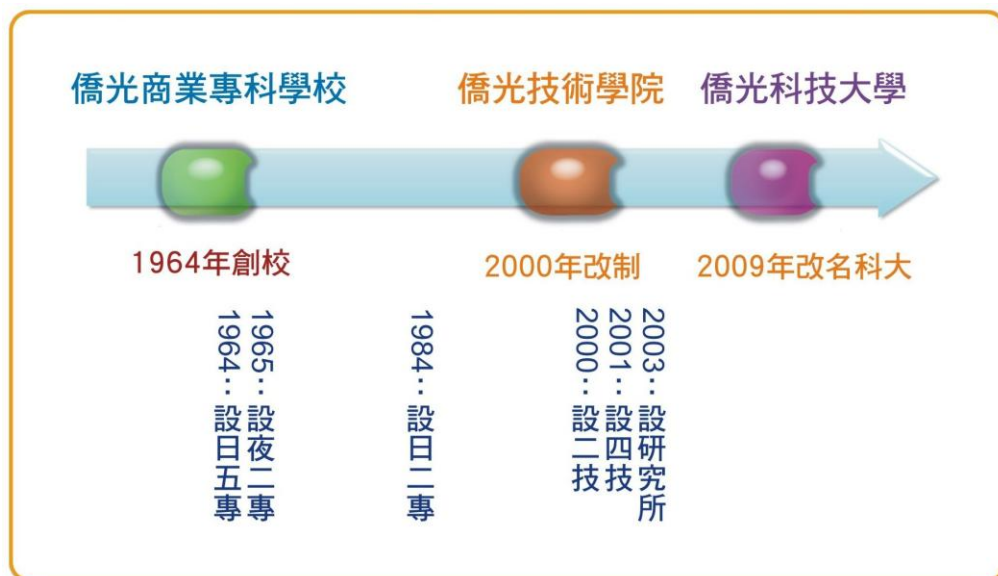 僑光商業專科學校
僑光技術學院
僑光科技大學
1964年創校
2000年改制
2009年改名科大
1964：設日五專
1965：設夜二專
1984：設日二專
2000：設二技
2001：設四技
2003：設研究所